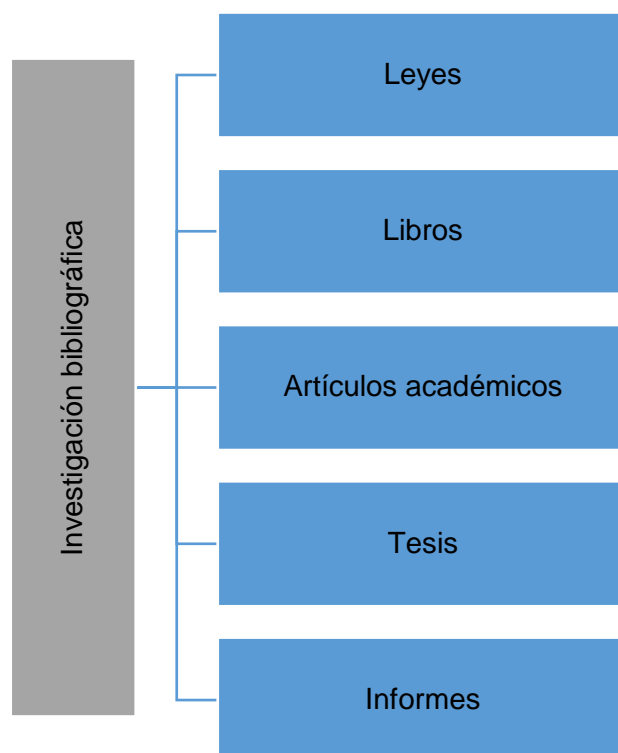 Investigación bibliográfica
Leyes
Libros
Artículos académicos
Tesis
Informes